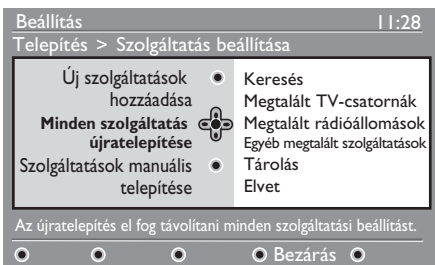 Beállítás 11:28
Telepítés > Szolgáltatás beállítása
Új szolgáltatások
hozzáadása
Minden szolgáltatás
újratelepítése
Szolgáltatások manuális
telepítése
Keresés
Megtalált TV-csatornák
Megtalált rádióállomások
Egyéb megtalált szolgáltatások
Tárolás
Elvet
Az újratelepítés el fog távolítani minden szolgáltatási beállítást.
Bezárás